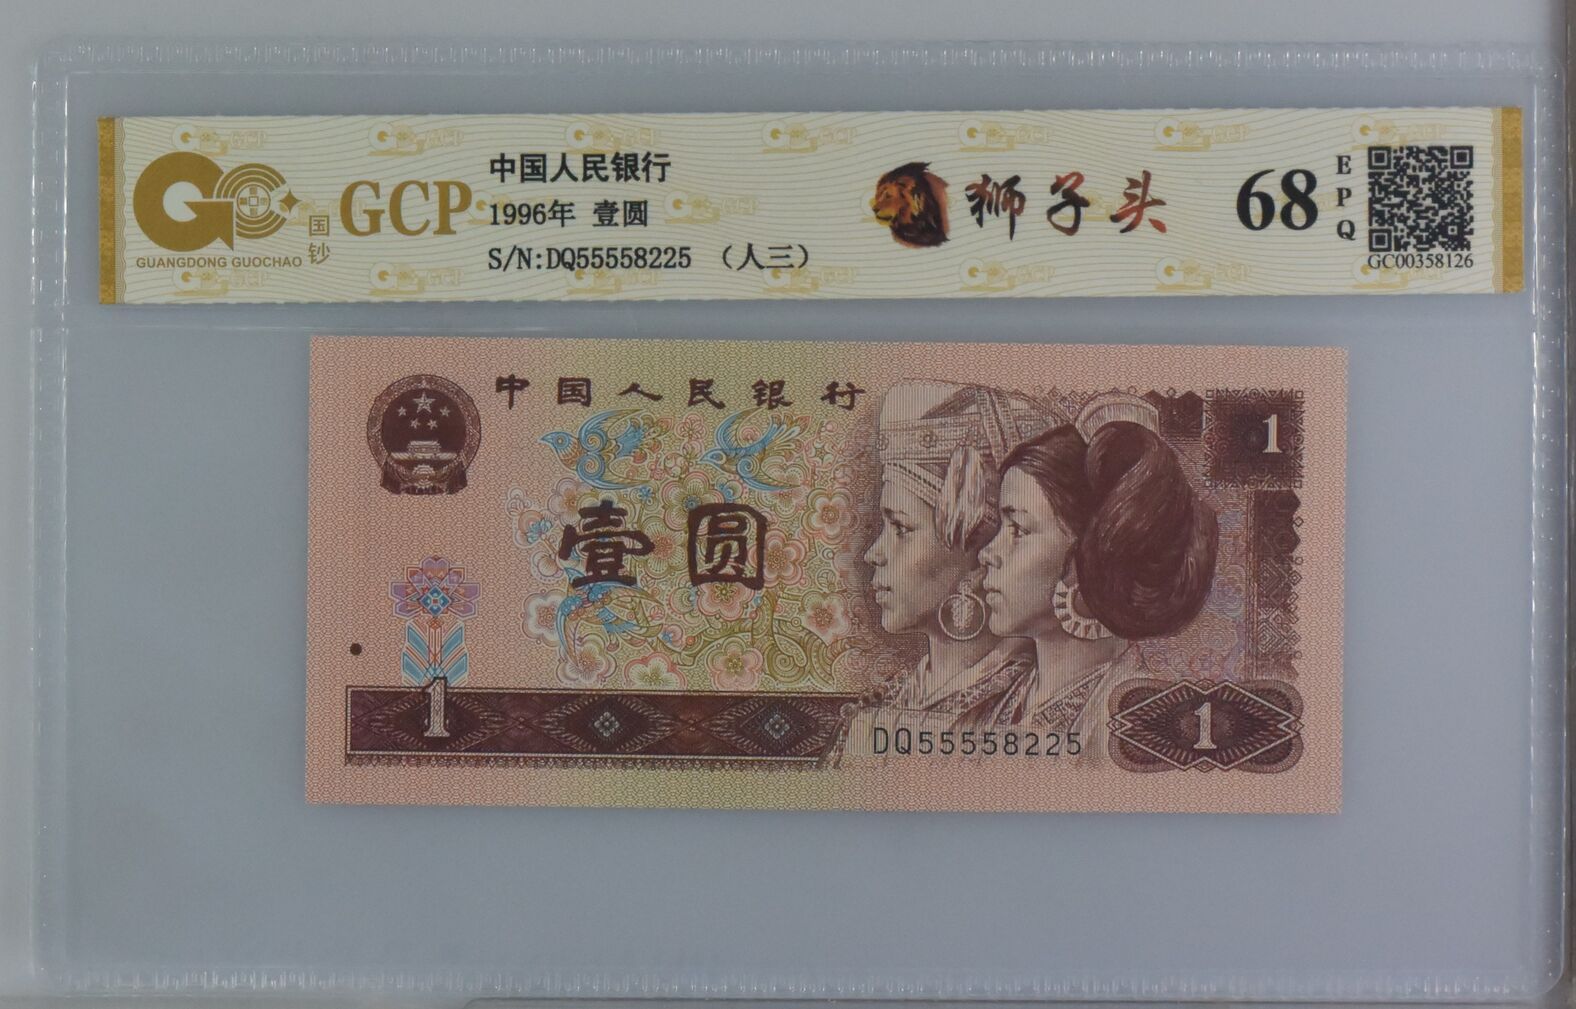 GCP
国钞
GUANGDONG GUOCHAO
中国人民银行
1996年 壹圆
S/N:DQ55558225 （人三）
狮子头
68
EPQ
GC00358126
中国人民银行
1
壹圆
1
DQ55558225
1